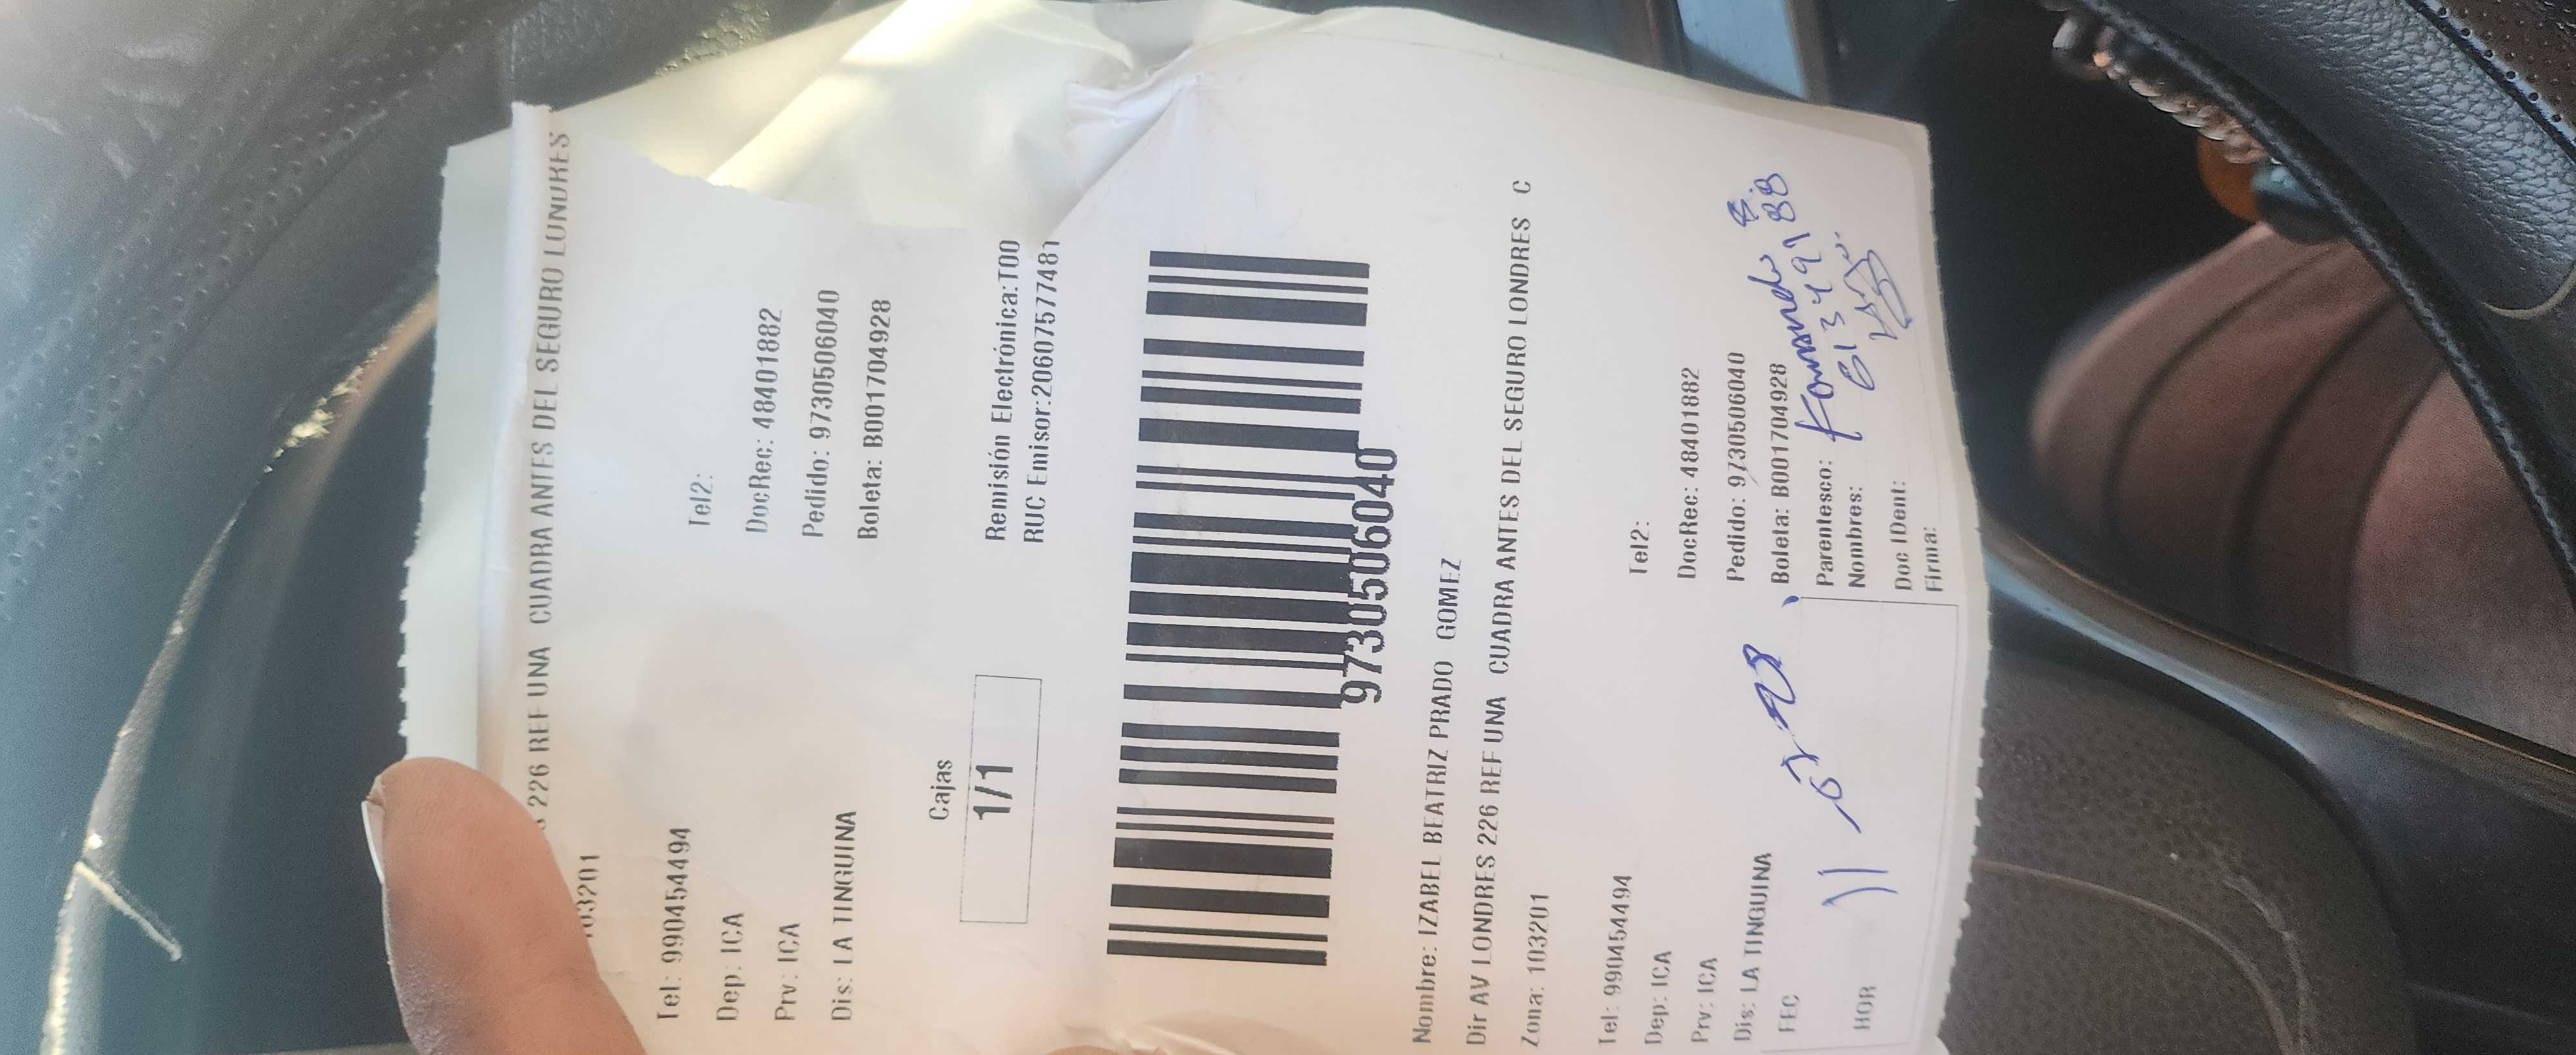 226 REF UNA CUADRA ANTES DEL SEGURO LONDRES
103201
Tel: 990454494 Tel2:
Dep: ICA DocRec: 48401882
Prv: ICA Pedido: 97305060​40
Dis: LA TINGUINA Boleta: B001704928
Cajas
1/1
Remisión Electrónica:T00
RUC Emisor:20607577481
9730506040
Nombre: IZABEL BEATRIZ PRADO GOMEZ
Dir AV LONDRES 226 REF UNA CUADRA ANTES DEL SEGURO LONDRES C
Zona: 103201
Tel: 990454494 Tel2:
Dep: ICA DocRec: 48401882
Prv: ICA Pedido: 9730506040
Dis: LA TINGUINA Boleta: B001704928
FEC
HOR
Parentesco:
Nombres:
Doc IDent:
Firma: